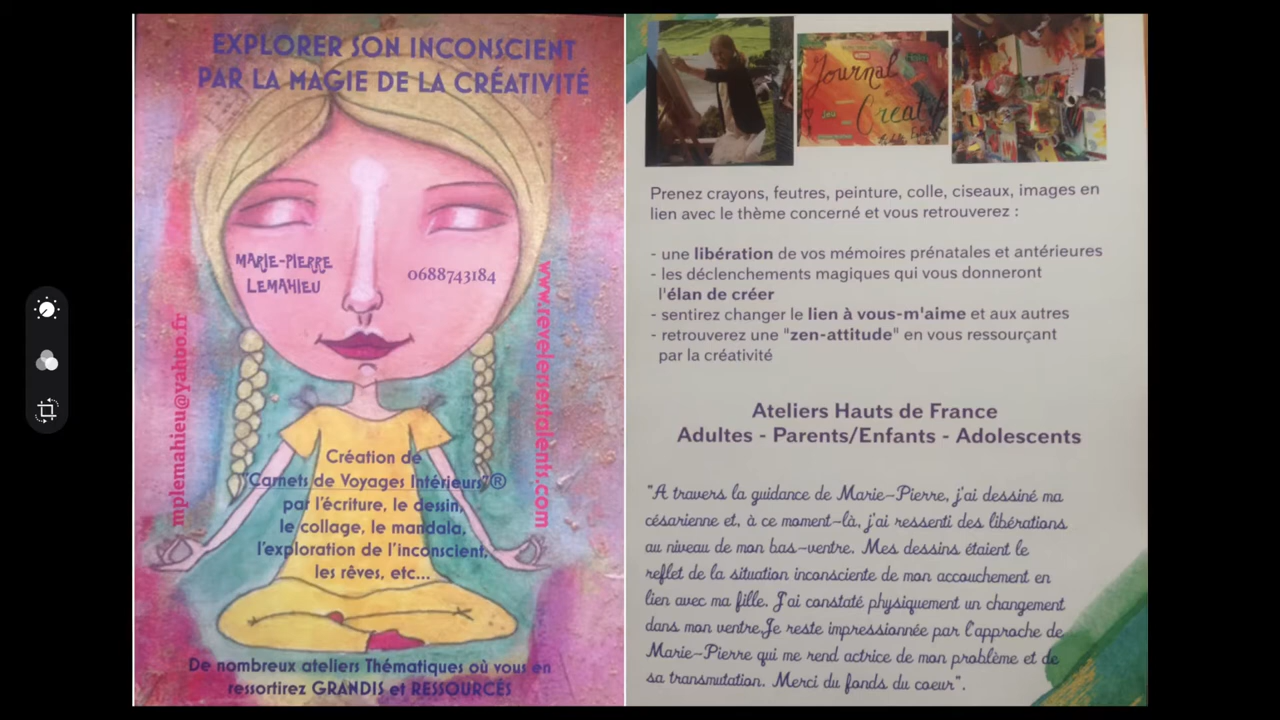 EXPLORER SON INCONSCIENT
PAR LA MAGIE DE LA CRÉATIVITÉ
MARIE-PIERRE
LEMAHIEU
0688743184
mplemahieu@yahoo.fr
www.revelersestalents.com
Création de
"Carnets de Voyages Intérieurs"®
par l'écriture, le dessin,
le collage, le mandala,
l'exploration de l'inconscient,
les rêves, etc...
De nombreux ateliers Thématiques où vous en
ressortirez GRANDIS et RESSOURCÉS
Journal
Créatif
Prenez crayons, feutres, peinture, colle, ciseaux, images en
lien avec le thème concerné et vous retrouverez :
- une libération de vos mémoires prénatales et antérieures
- les déclenchements magiques qui vous donneront
l'élan de créer
- sentirez changer le lien à vous-m'aime et aux autres
- retrouverez une "zen-attitude" en vous ressourçant
par la créativité
Ateliers Hauts de France
Adultes - Parents/Enfants - Adolescents
"A travers la guidance de Marie-Pierre, j'ai dessiné ma
césarienne et, à ce moment-là, j'ai ressenti des libérations
au niveau de mon bas-ventre. Mes dessins étaient le
reflet de la situation inconsciente de mon accouchement en
lien avec ma fille. J'ai constaté physiquement un changement
dans mon ventre.Je reste impressionnée par l'approche de
Marie-Pierre qui me rend actrice de mon problème et de
sa transmutation. Merci du fonds du coeur".